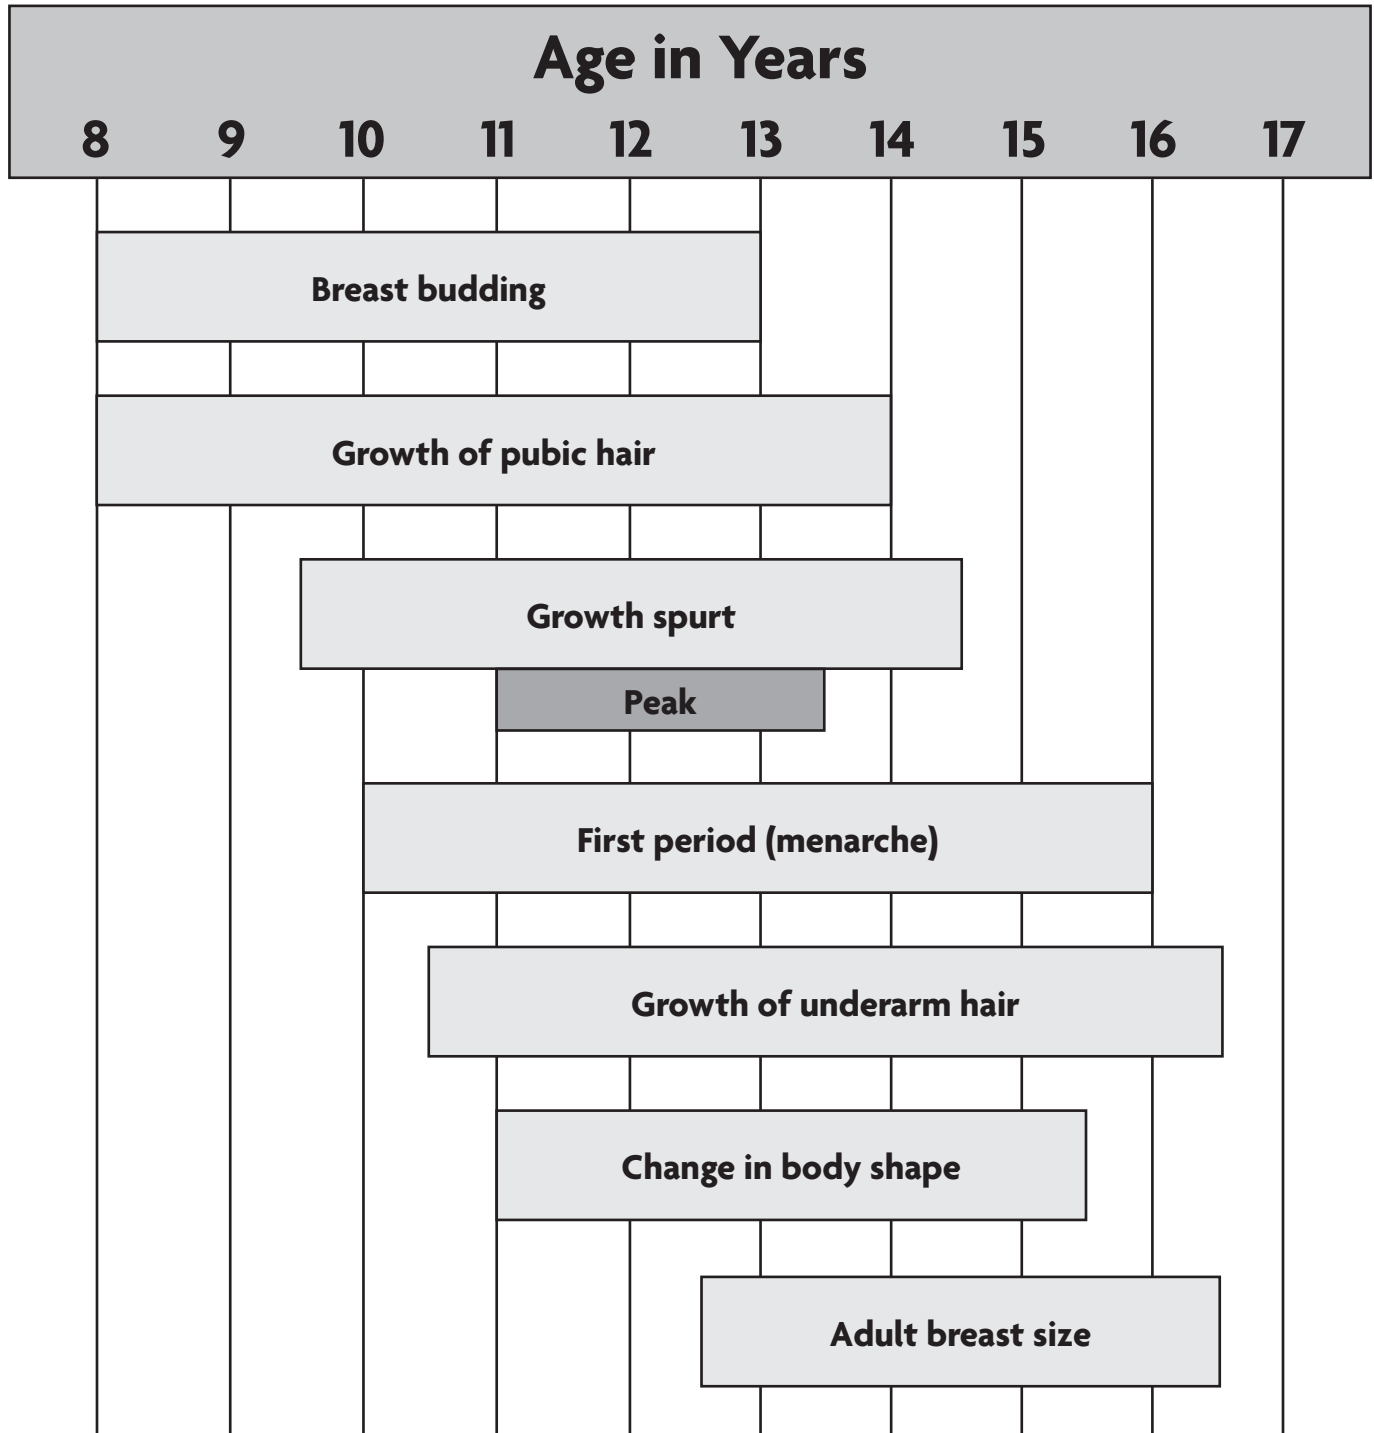 Age in Years
8 9 10 11 12 13 14 15 16 17
Breast budding
Growth of pubic hair
Growth spurt
Peak
First period (menarche)
Growth of underarm hair
Change in body shape
Adult breast size